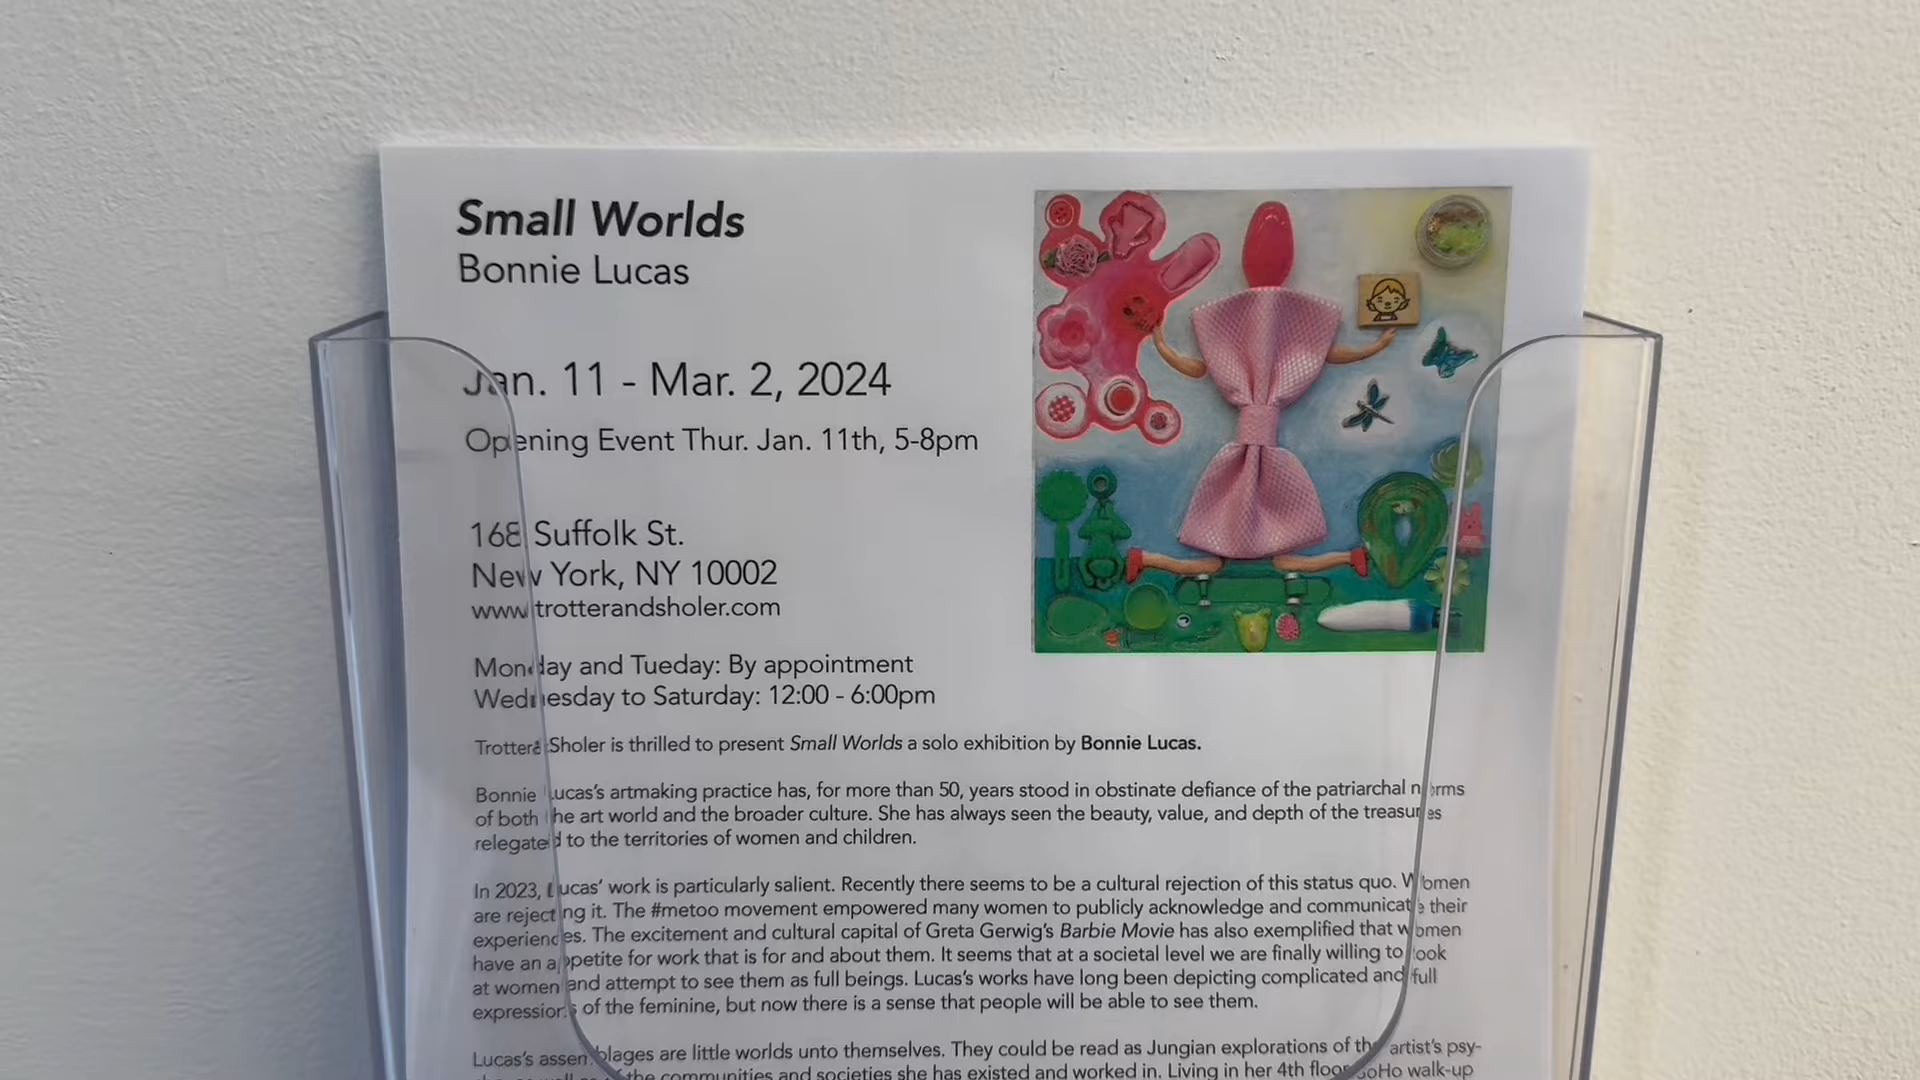 Small Worlds
Bonnie Lucas
Jan. 11 - Mar. 2, 2024
Opening Event Thur. Jan. 11th, 5-8pm
168 Suffolk St.
New York, NY 10002
www.trotterandsholer.com
Monday and Tueday: By appointment
Wednesday to Saturday: 12:00 - 6:00pm
Trotter&Sholer is thrilled to present Small Worlds a solo exhibition by Bonnie Lucas.
Bonnie Lucas's artmaking practice has, for more than 50, years stood in obstinate defiance of the patriarchal norms
of both the art world and the broader culture. She has always seen the beauty, value, and depth of the treasures
relegated to the territories of women and children.
In 2023, Lucas' work is particularly salient. Recently there seems to be a cultural rejection of this status quo. Women
are rejecting it. The #metoo movement empowered many women to publicly acknowledge and communicate their
experiences. The excitement and cultural capital of Greta Gerwig's Barbie Movie has also exemplified that women
have an appetite for work that is for and about them. It seems that at a societal level we are finally willing to look
at women and attempt to see them as full beings. Lucas's works have long been depicting complicated and full
expressions of the feminine, but now there is a sense that people will be able to see them.
Lucas's assemblages are little worlds unto themselves. They could be read as Jungian explorations of the artist's psy-
the communities and societies she has existed and worked in. Living in her 4th floor SoHo walk-up